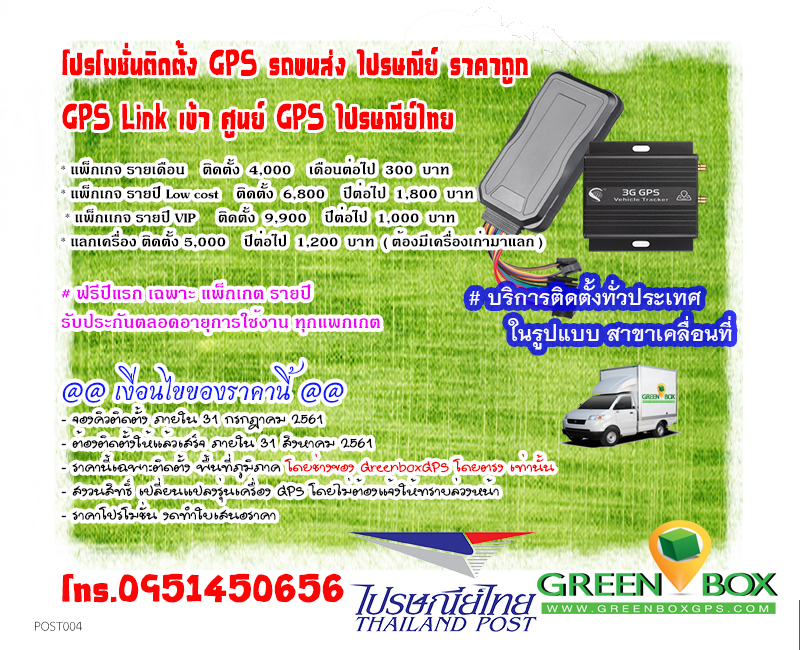 โปรโมชั่นติดตั้ง GPS รถขนส่ง ไปรษณีย์ ราคาถูก
GPS Link เข้า ศูนย์ GPS ไปรษณีย์ไทย
* แพ็กเกจ รายเดือน ติดตั้ง 4,000 เดือนต่อไป 300 บาท
* แพ็กเกจ รายปี Low cost ติดตั้ง 6,800 ปีต่อไป 1,800 บาท
* แพ็กแกจ รายปี VIP ติดตั้ง 9,900 ปีต่อไป 1,000 บาท
* แลกเครื่อง ติดตั้ง 5,000 ปีต่อไป 1,200 บาท ( ต้องมีเครื่องเก่ามาแลก )
3G GPS
Vehicle Tracker
# ฟรีปีแรก เฉพาะ แพ็กเกต รายปี
รับประกันตลอดอายุการใช้งาน ทุกแพกเกต
# บริการติดตั้งทั่วประเทศ
ในรูปแบบ สาขาเคลื่อนที่
@@ เงื่อนไขของราคานี้ @@
- จองคิวติดตั้ง ภายใน 31 กรกฎาคม 2561
- ต้องติดตั้งให้แล้วเสร็จ ภายใน 31 สิงหาคม 2561
- ราคานี้เฉพาะติดตั้ง พื้นที่ภูมิภาค โดยช่างของ GreenboxGPS โดยตรง เท่านั้น
- สงวนสิทธิ์ เปลี่ยนแปลงรุ่นเครื่อง GPS โดยไม่ต้องแจ้งให้ทราบล่วงหน้า
- ราคาโปรโมชั่น งดทำใบเสนอราคา
GREEN BOX
โทร.0951450656
ไปรษณีย์ไทย
THAILAND POST
GREEN BOX
WWW.GREENBOXGPS.COM
POST004